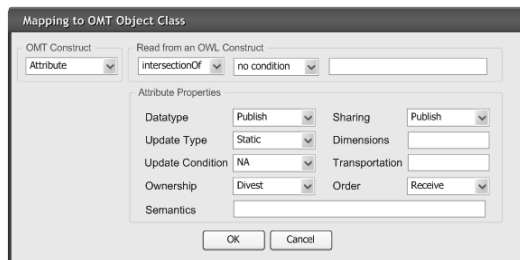 Mapping to OMT Object Class
OMT Construct
Read from an OWL Construct
Attribute
intersectionOf
no condition
Attribute Properties
Datatype Publish Sharing Publish
Update Type Static Dimensions
Update Condition NA Transportation
Ownership Divest Order Receive
Semantics
OK Cancel